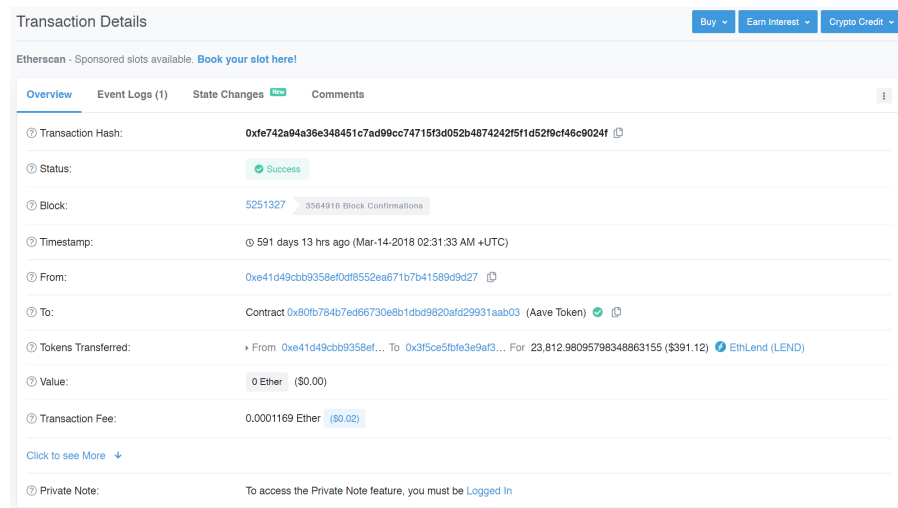 Transaction Details
Buy
Earn Interest
Crypto Credit
Etherscan - Sponsored slots available. Book your slot here!
Overview Event Logs (1) State Changes New Comments
Transaction Hash: 0xfe742a94a36e348451c7ad99cc74715f3d052b4874242f5f1d52f9cf46c9024f
Status: Success
Block: 5251327 3564916 Block Confirmations
Timestamp: 591 days 13 hrs ago (Mar-14-2018 02:31:33 AM +UTC)
From: 0xe41d49cbb9358ef0df8552ea671b7b41589d9d27
To: Contract 0x80fb784b7ed66730e8b1dbd9820afd29931aab03 (Aave Token)
Tokens Transferred: From 0xe41d49cbb9358ef... To 0x3f5ce5fbfe3e9af3... For 23,812.98095798348863155 ($391.12) EthLend (LEND)
Value: 0 Ether ($0.00)
Transaction Fee: 0.0001169 Ether ($0.02)
Click to see More
Private Note: To access the Private Note feature, you must be Logged In